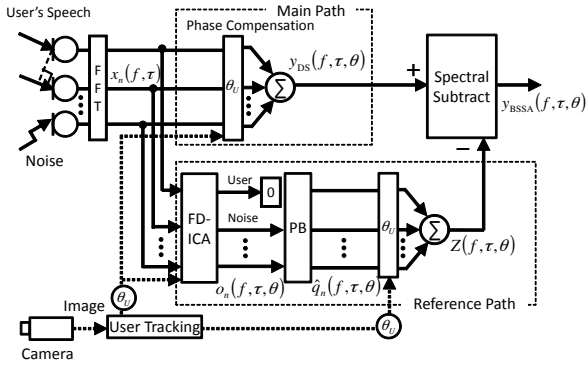 User's Speech
Main Path
Phase Compensation
F
F
T
x_n(f,τ)
θ_U
Σ
y_DS(f,τ,θ)
+
Spectral
Subtract
y_BSSA(f,τ,θ)
−
Noise
User
0
FD-
ICA
Noise
PB
θ_U
Σ
Z(f,τ,θ)
o_n(f,τ,θ)
q̂_n(f,τ,θ)
Image
θ_U
Reference Path
User Tracking
θ_U
Camera